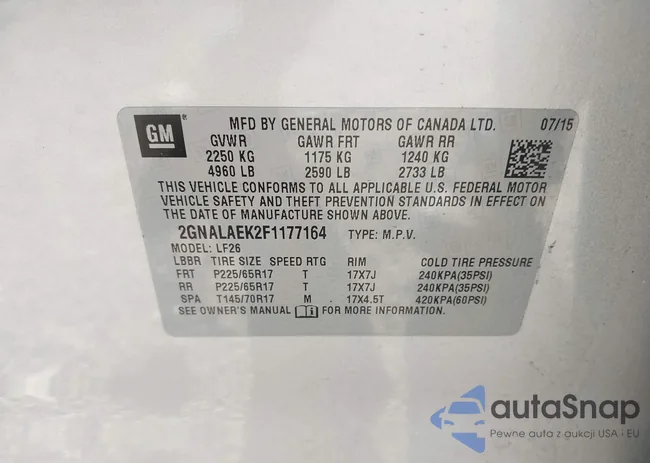 GM
MFD BY GENERAL MOTORS OF CANADA LTD. 07/15
GVWR GAWR FRT GAWR RR
2250 KG 1175 KG 1240 KG
4960 LB 2590 LB 2733 LB
THIS VEHICLE CONFORMS TO ALL APPLICABLE U.S. FEDERAL MOTOR
VEHICLE SAFETY AND THEFT PREVENTION STANDARDS IN EFFECT ON
THE DATE OF MANUFACTURE SHOWN ABOVE.
2GNALAEK2F1177164 TYPE: M.P.V.
MODEL: LF26
LBBR TIRE SIZE SPEED RTG RIM COLD TIRE PRESSURE
FRT P225/65R17 T 17X7J 240KPA(35PSI)
RR P225/65R17 T 17X7J 240KPA(35PSI)
SPA T145/70R17 M 17X4.5T 420KPA(60PSI)
SEE OWNER'S MANUAL FOR MORE INFORMATION.
autaSnap
Pewne auta z aukcji USA i EU